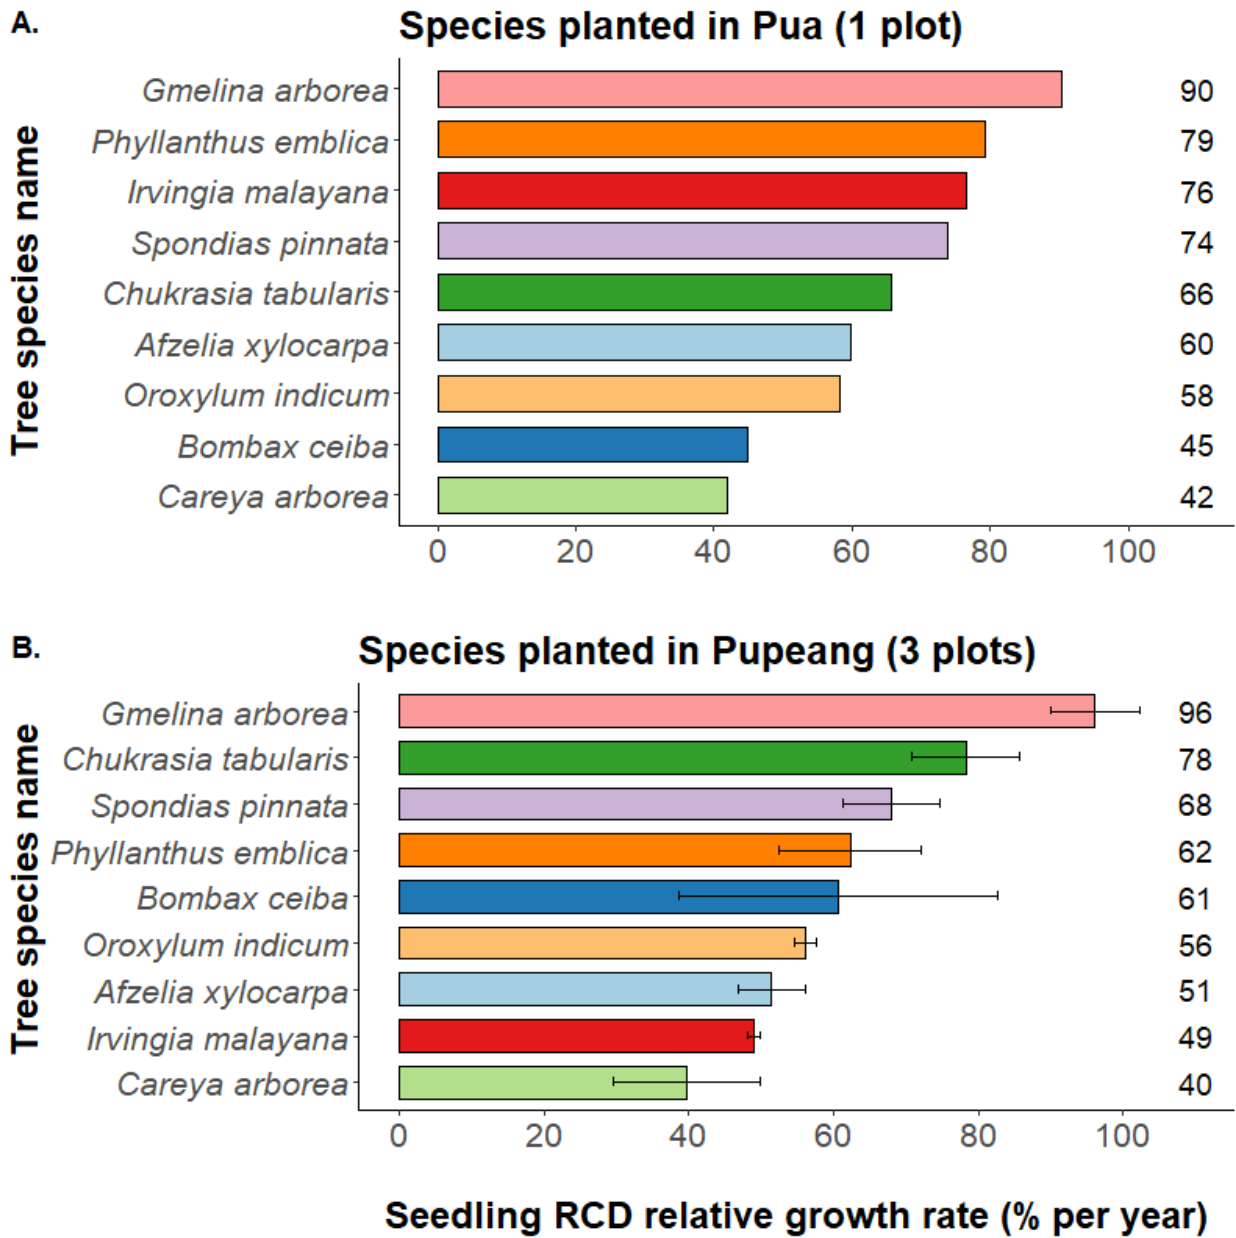 A.
Species planted in Pua (1 plot)
Tree species name
Gmelina arborea 90
Phyllanthus emblica 79
Irvingia malayana 76
Spondias pinnata 74
Chukrasia tabularis 66
Afzelia xylocarpa 60
Oroxylum indicum 58
Bombax ceiba 45
Careya arborea 42
0 20 40 60 80 100
B.
Species planted in Pupeang (3 plots)
Tree species name
Gmelina arborea 96
Chukrasia tabularis 78
Spondias pinnata 68
Phyllanthus emblica 62
Bombax ceiba 61
Oroxylum indicum 56
Afzelia xylocarpa 51
Irvingia malayana 49
Careya arborea 40
0 20 40 60 80 100
Seedling RCD relative growth rate (% per year)